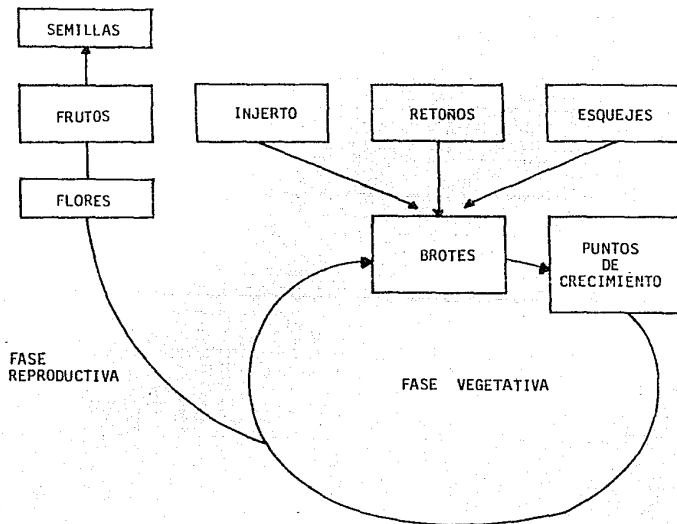 SEMILLAS
FRUTOS
INJERTO
RETOÑOS
ESQUEJES
FLORES
BROTES
PUNTOS
DE
CRECIMIENTO
FASE
REPRODUCTIVA
FASE VEGETATIVA